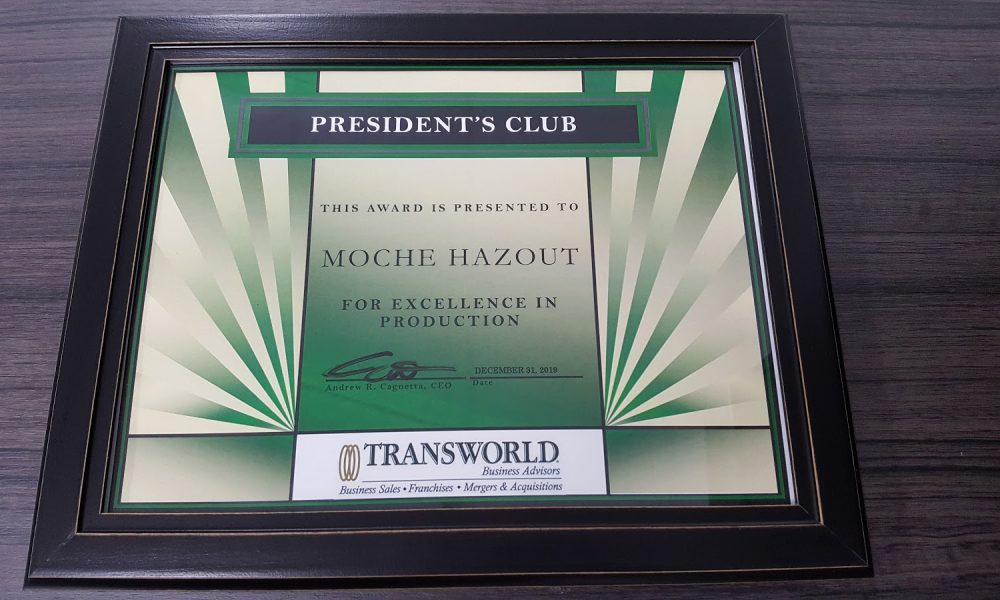 PRESIDENT'S CLUB
THIS AWARD IS PRESENTED TO
MOCHE HAZOUT
FOR EXCELLENCE IN
PRODUCTION
DECEMBER 31, 2019
Andrew R. Cagnetta, CEO Date
TRANSWORLD
Business Advisors
Business Sales • Franchises • Mergers & Acquisitions